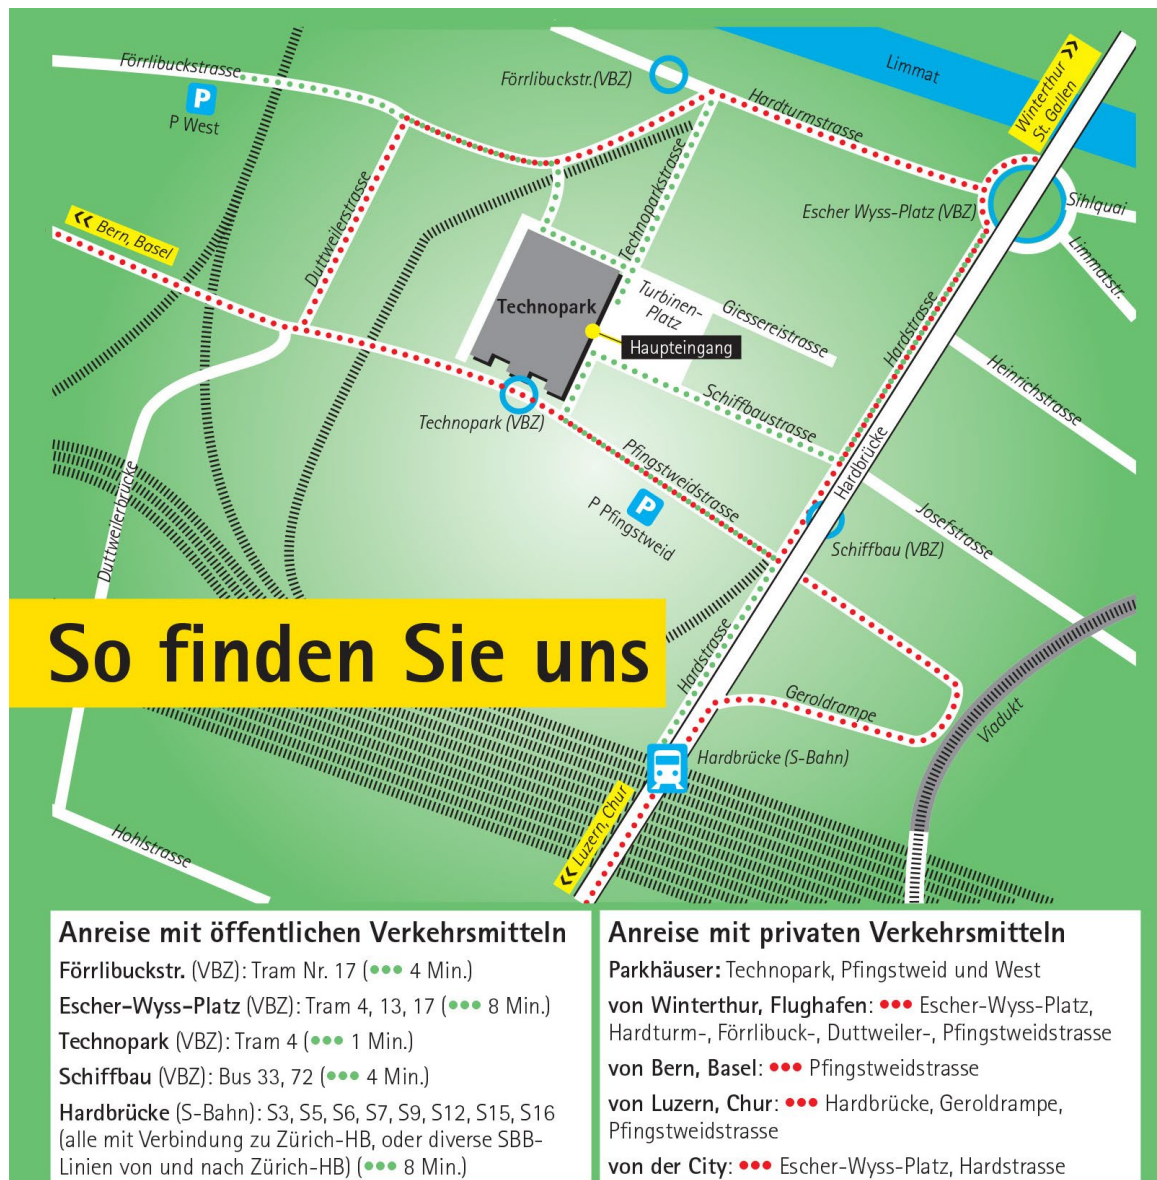 Förrlibuckstrasse
P
P West
Förrlibuckstr.(VBZ)
Hardturmstrasse
Limmat
Winterthur »
St. Gallen
Escher Wyss-Platz (VBZ)
Sihlquai
Limmatstr.
« Bern, Basel
Duttweilerstrasse
Technoparkstrasse
Technopark
Turbinen-
Platz
Giessereistrasse
Haupteingang
Hardstrasse
Heinrichstrasse
Technopark (VBZ)
Schiffbaustrasse
Pfingstweidstrasse
P
P Pfingstweid
Hardbrücke
Josefstrasse
Schiffbau (VBZ)
Duttweilerbrücke
So finden Sie uns
Hardstrasse
Geroldrampe
Viadukt
Hardbrücke (S-Bahn)
« Luzern, Chur
Hohlstrasse
Anreise mit öffentlichen Verkehrsmitteln
Förrlibuckstr. (VBZ): Tram Nr. 17 (••• 4 Min.)
Escher-Wyss-Platz (VBZ): Tram 4, 13, 17 (••• 8 Min.)
Technopark (VBZ): Tram 4 (••• 1 Min.)
Schiffbau (VBZ): Bus 33, 72 (••• 4 Min.)
Hardbrücke (S-Bahn): S3, S5, S6, S7, S9, S12, S15, S16
(alle mit Verbindung zu Zürich-HB, oder diverse SBB-
Linien von und nach Zürich-HB) (••• 8 Min.)
Anreise mit privaten Verkehrsmitteln
Parkhäuser: Technopark, Pfingstweid und West
von Winterthur, Flughafen: ••• Escher-Wyss-Platz,
Hardturm-, Förrlibuck-, Duttweiler-, Pfingstweidstrasse
von Bern, Basel: ••• Pfingstweidstrasse
von Luzern, Chur: ••• Hardbrücke, Geroldrampe,
Pfingstweidstrasse
von der City: ••• Escher-Wyss-Platz, Hardstrasse